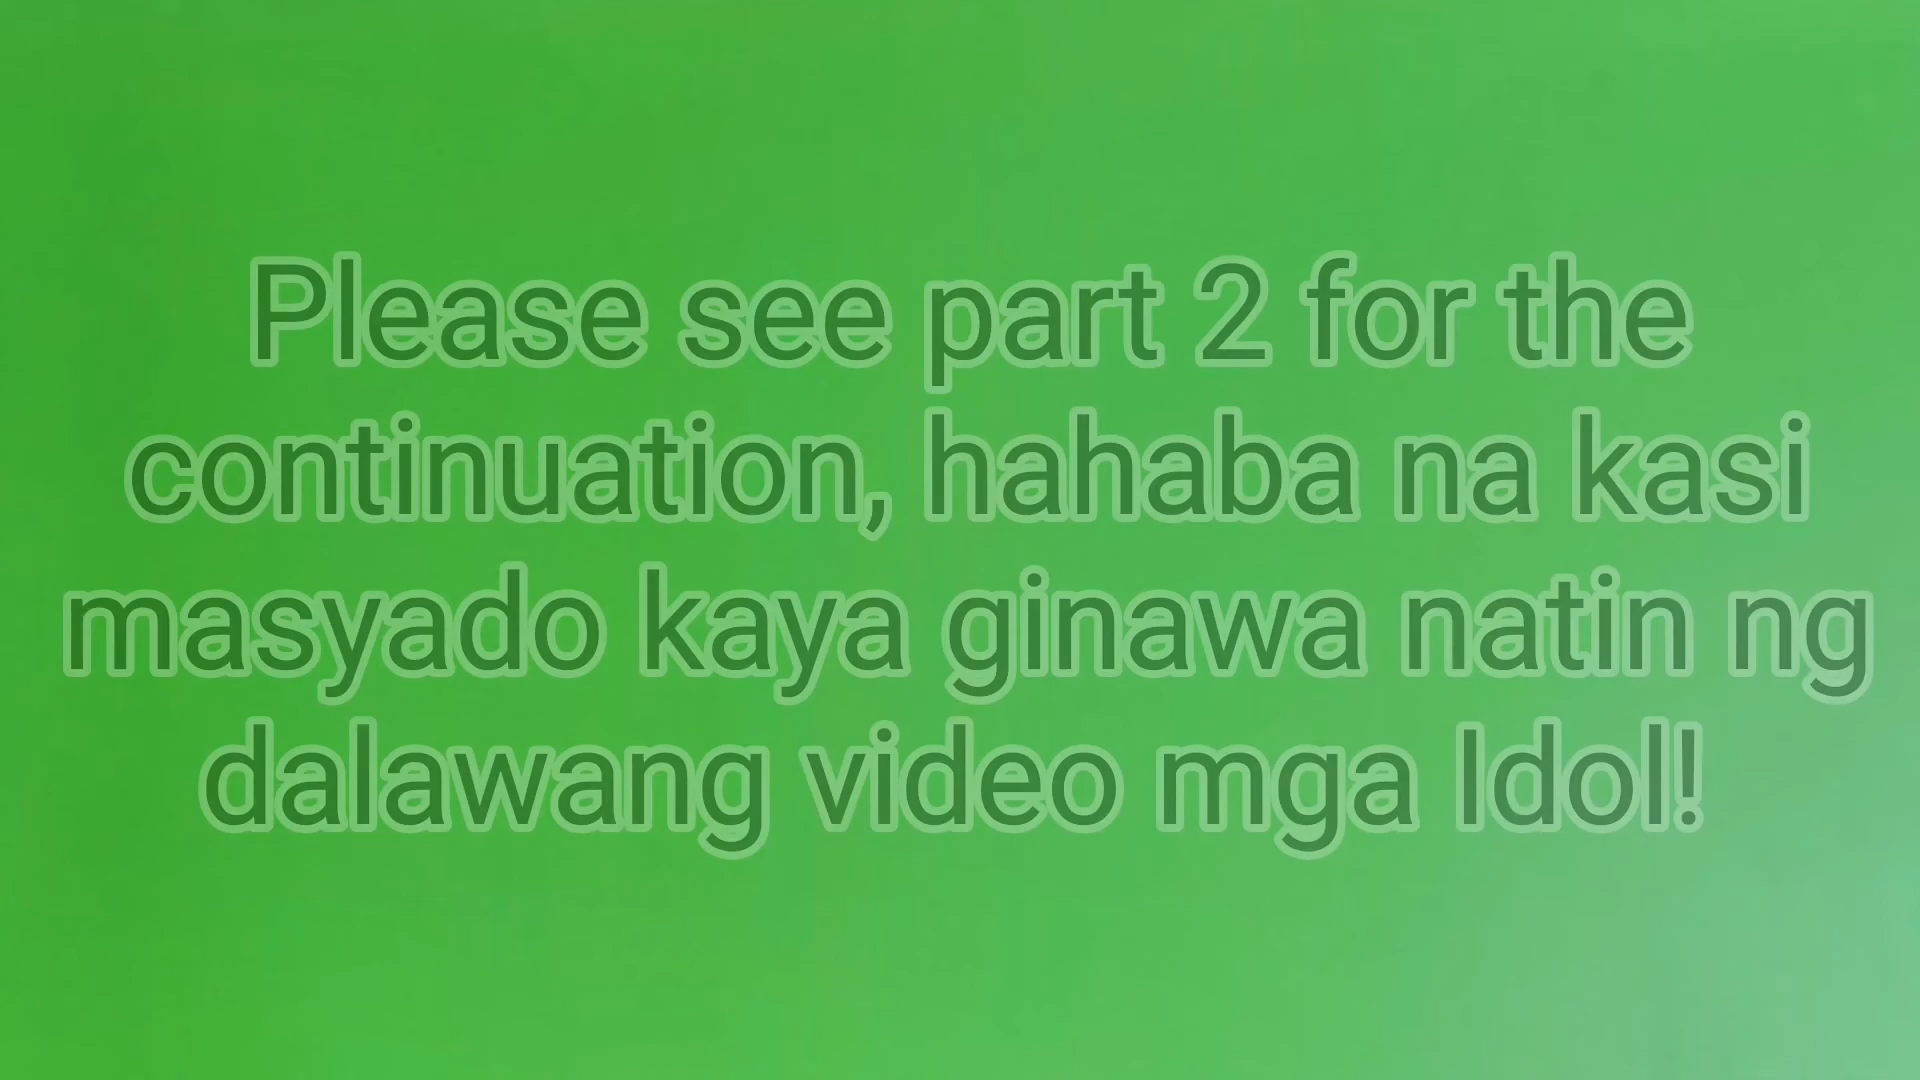 Please see part 2 for the
continuation, hahaba na kasi
masyado kaya ginawa natin ng
dalawang video mga Idol!